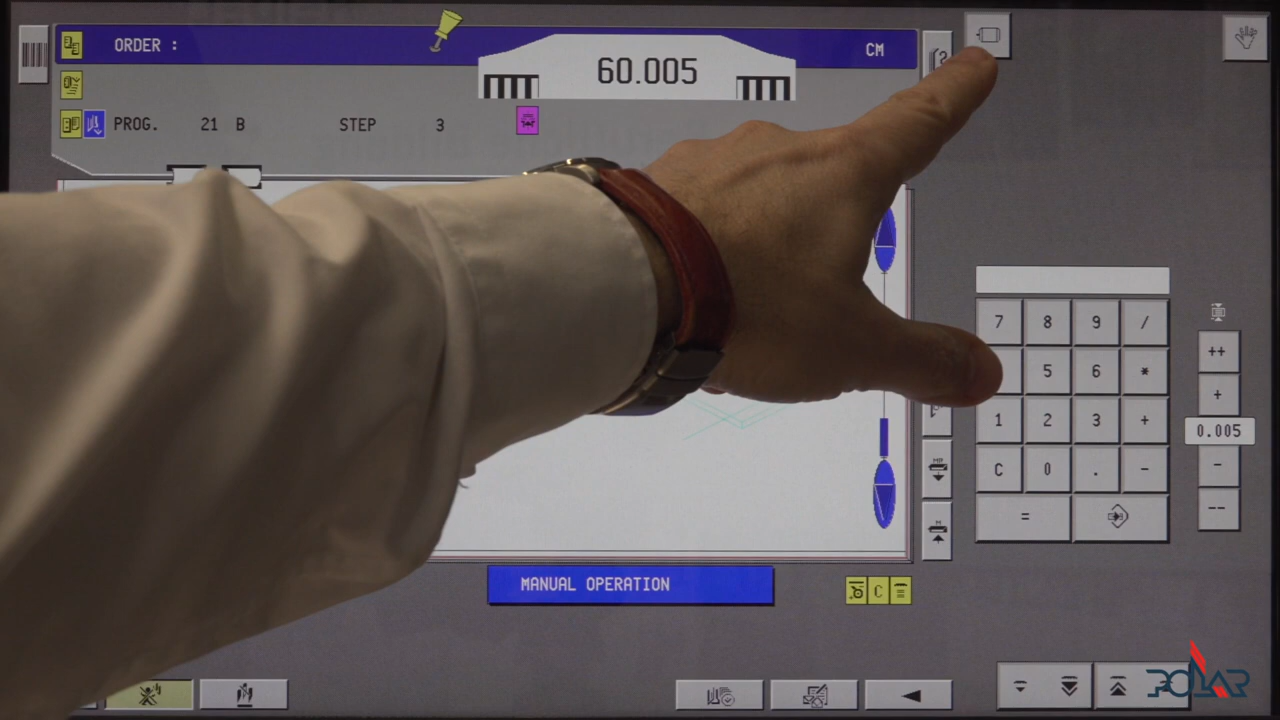 ORDER :
CM
60.005
PROG. 21 B STEP 3
7 8 9 /
5 6 * ++
1 2 3 + +
0.005
C 0 . - -
= --
MANUAL OPERATION
C
POLAR